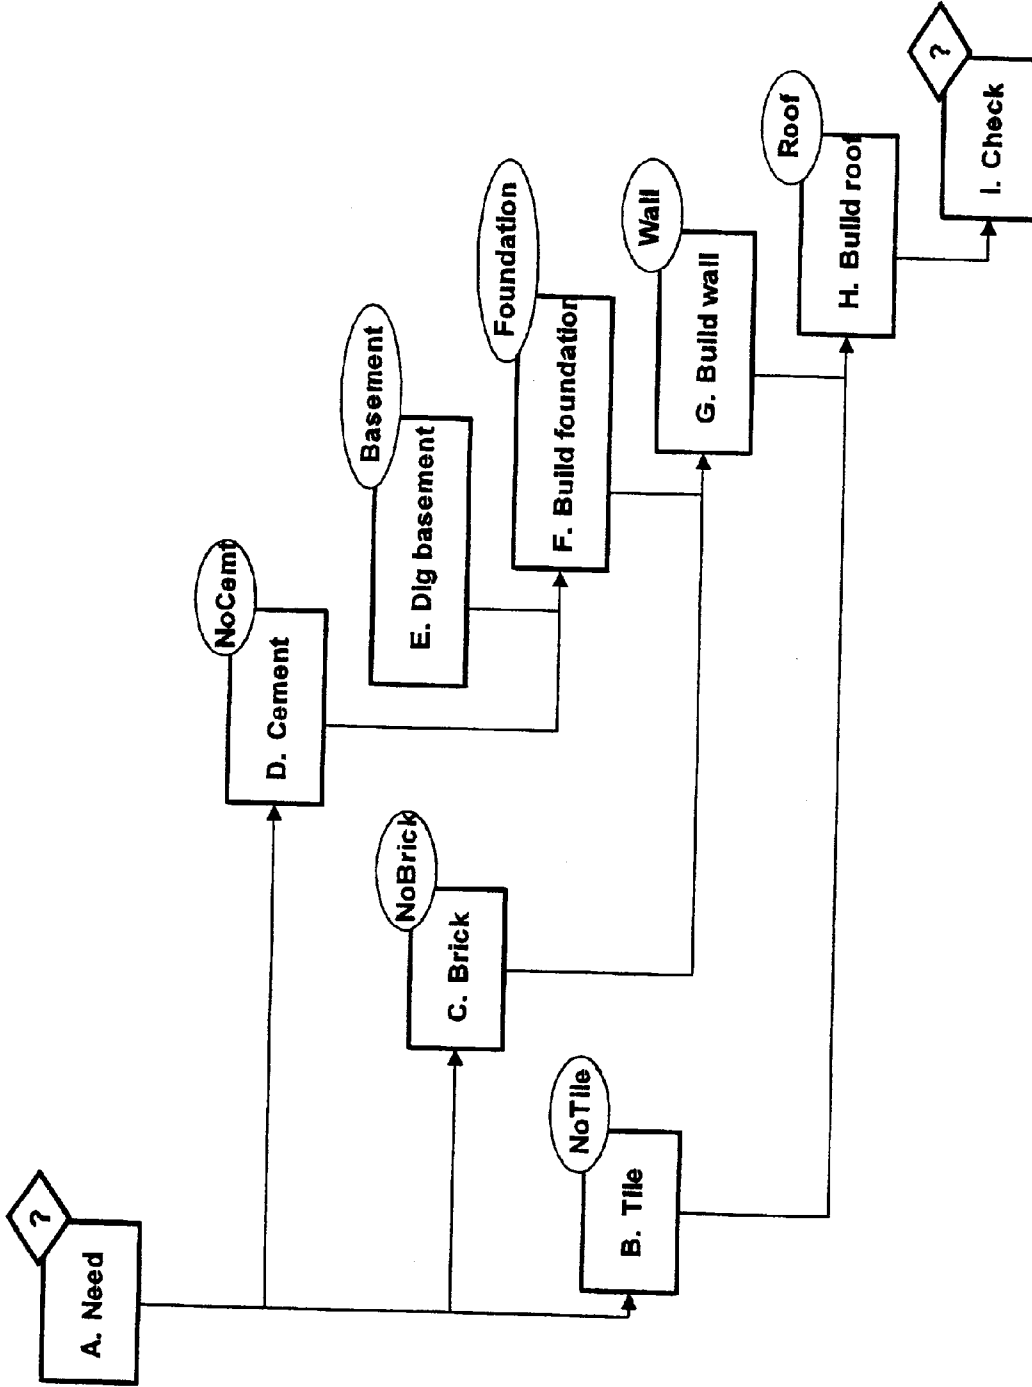 ?
A. Need
NoTile
B. Tile
NoBrick
C. Brick
NoCemt
D. Cement
Basement
E. Dig basement
Foundation
F. Build foundation
Wall
G. Build wall
Roof
H. Build roof
?
I. Check